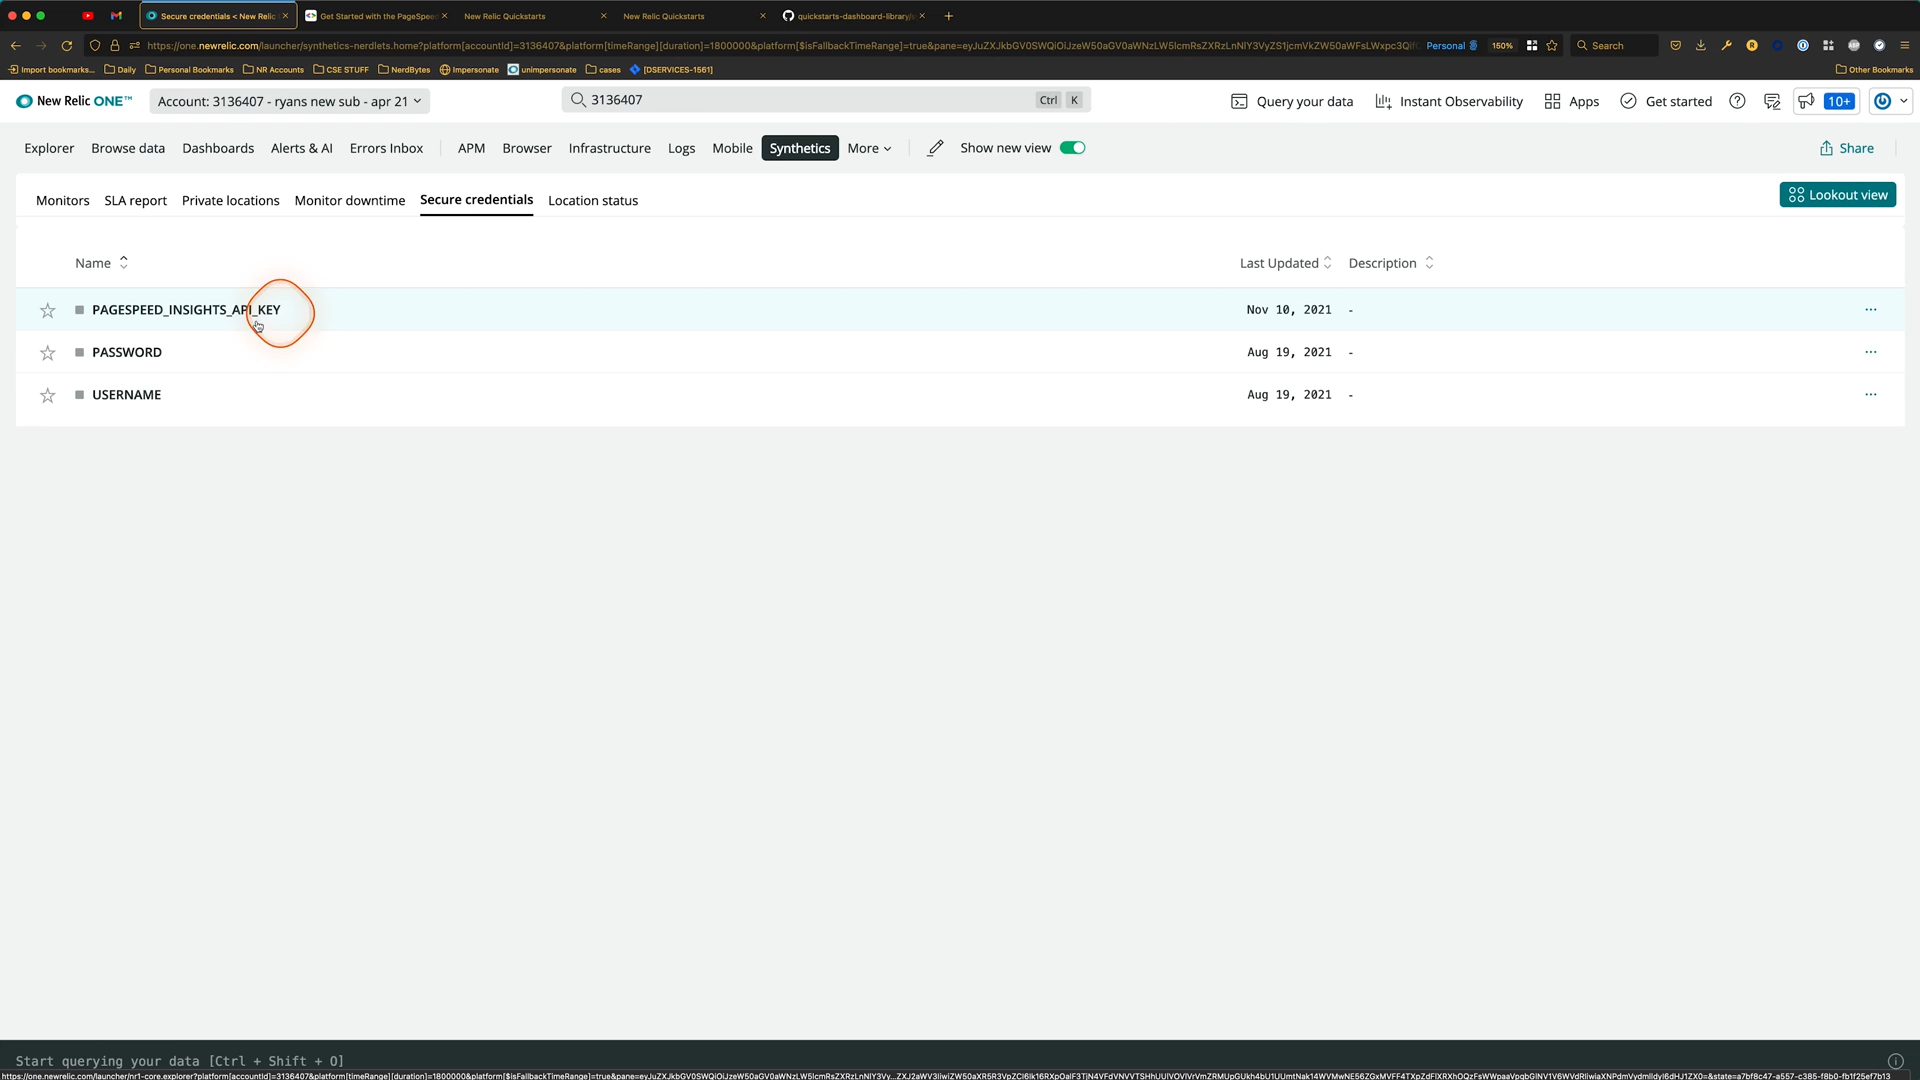 Secure credentials < New Relic
Get Started with the PageSpeed
New Relic Quickstarts
New Relic Quickstarts
quickstarts-dashboard-library/
Personal
150%
Search
Import bookmarks...
Daily
Personal Bookmarks
NR Accounts
CSE STUFF
NerdBytes
Impersonate
unimpersonate
cases
[DSERVICES-1561]
Other Bookmarks
New Relic ONE™
Account: 3136407 - ryans new sub - apr 21
3136407
Ctrl
K
Query your data
Instant Observability
Apps
Get started
10+
Explorer
Browse data
Dashboards
Alerts & AI
Errors Inbox
APM
Browser
Infrastructure
Logs
Mobile
Synthetics
More
Show new view
Share
Monitors
SLA report
Private locations
Monitor downtime
Secure credentials
Location status
Lookout view
Name
Last Updated
Description
PAGESPEED_INSIGHTS_API_KEY
Nov 10, 2021
-
...
PASSWORD
Aug 19, 2021
-
...
USERNAME
Aug 19, 2021
-
...
Start querying your data [Ctrl + Shift + O]